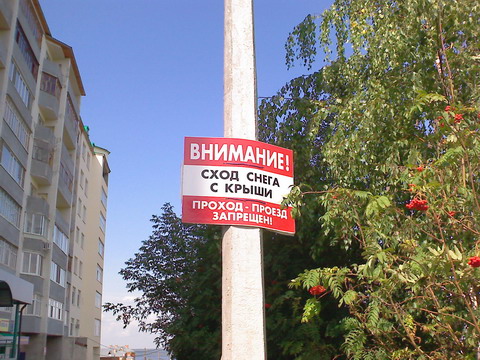 ВНИМАНИЕ!
СХОД СНЕГА
С КРЫШИ
ПРОХОД - ПРОЕЗД
ЗАПРЕЩЕН!